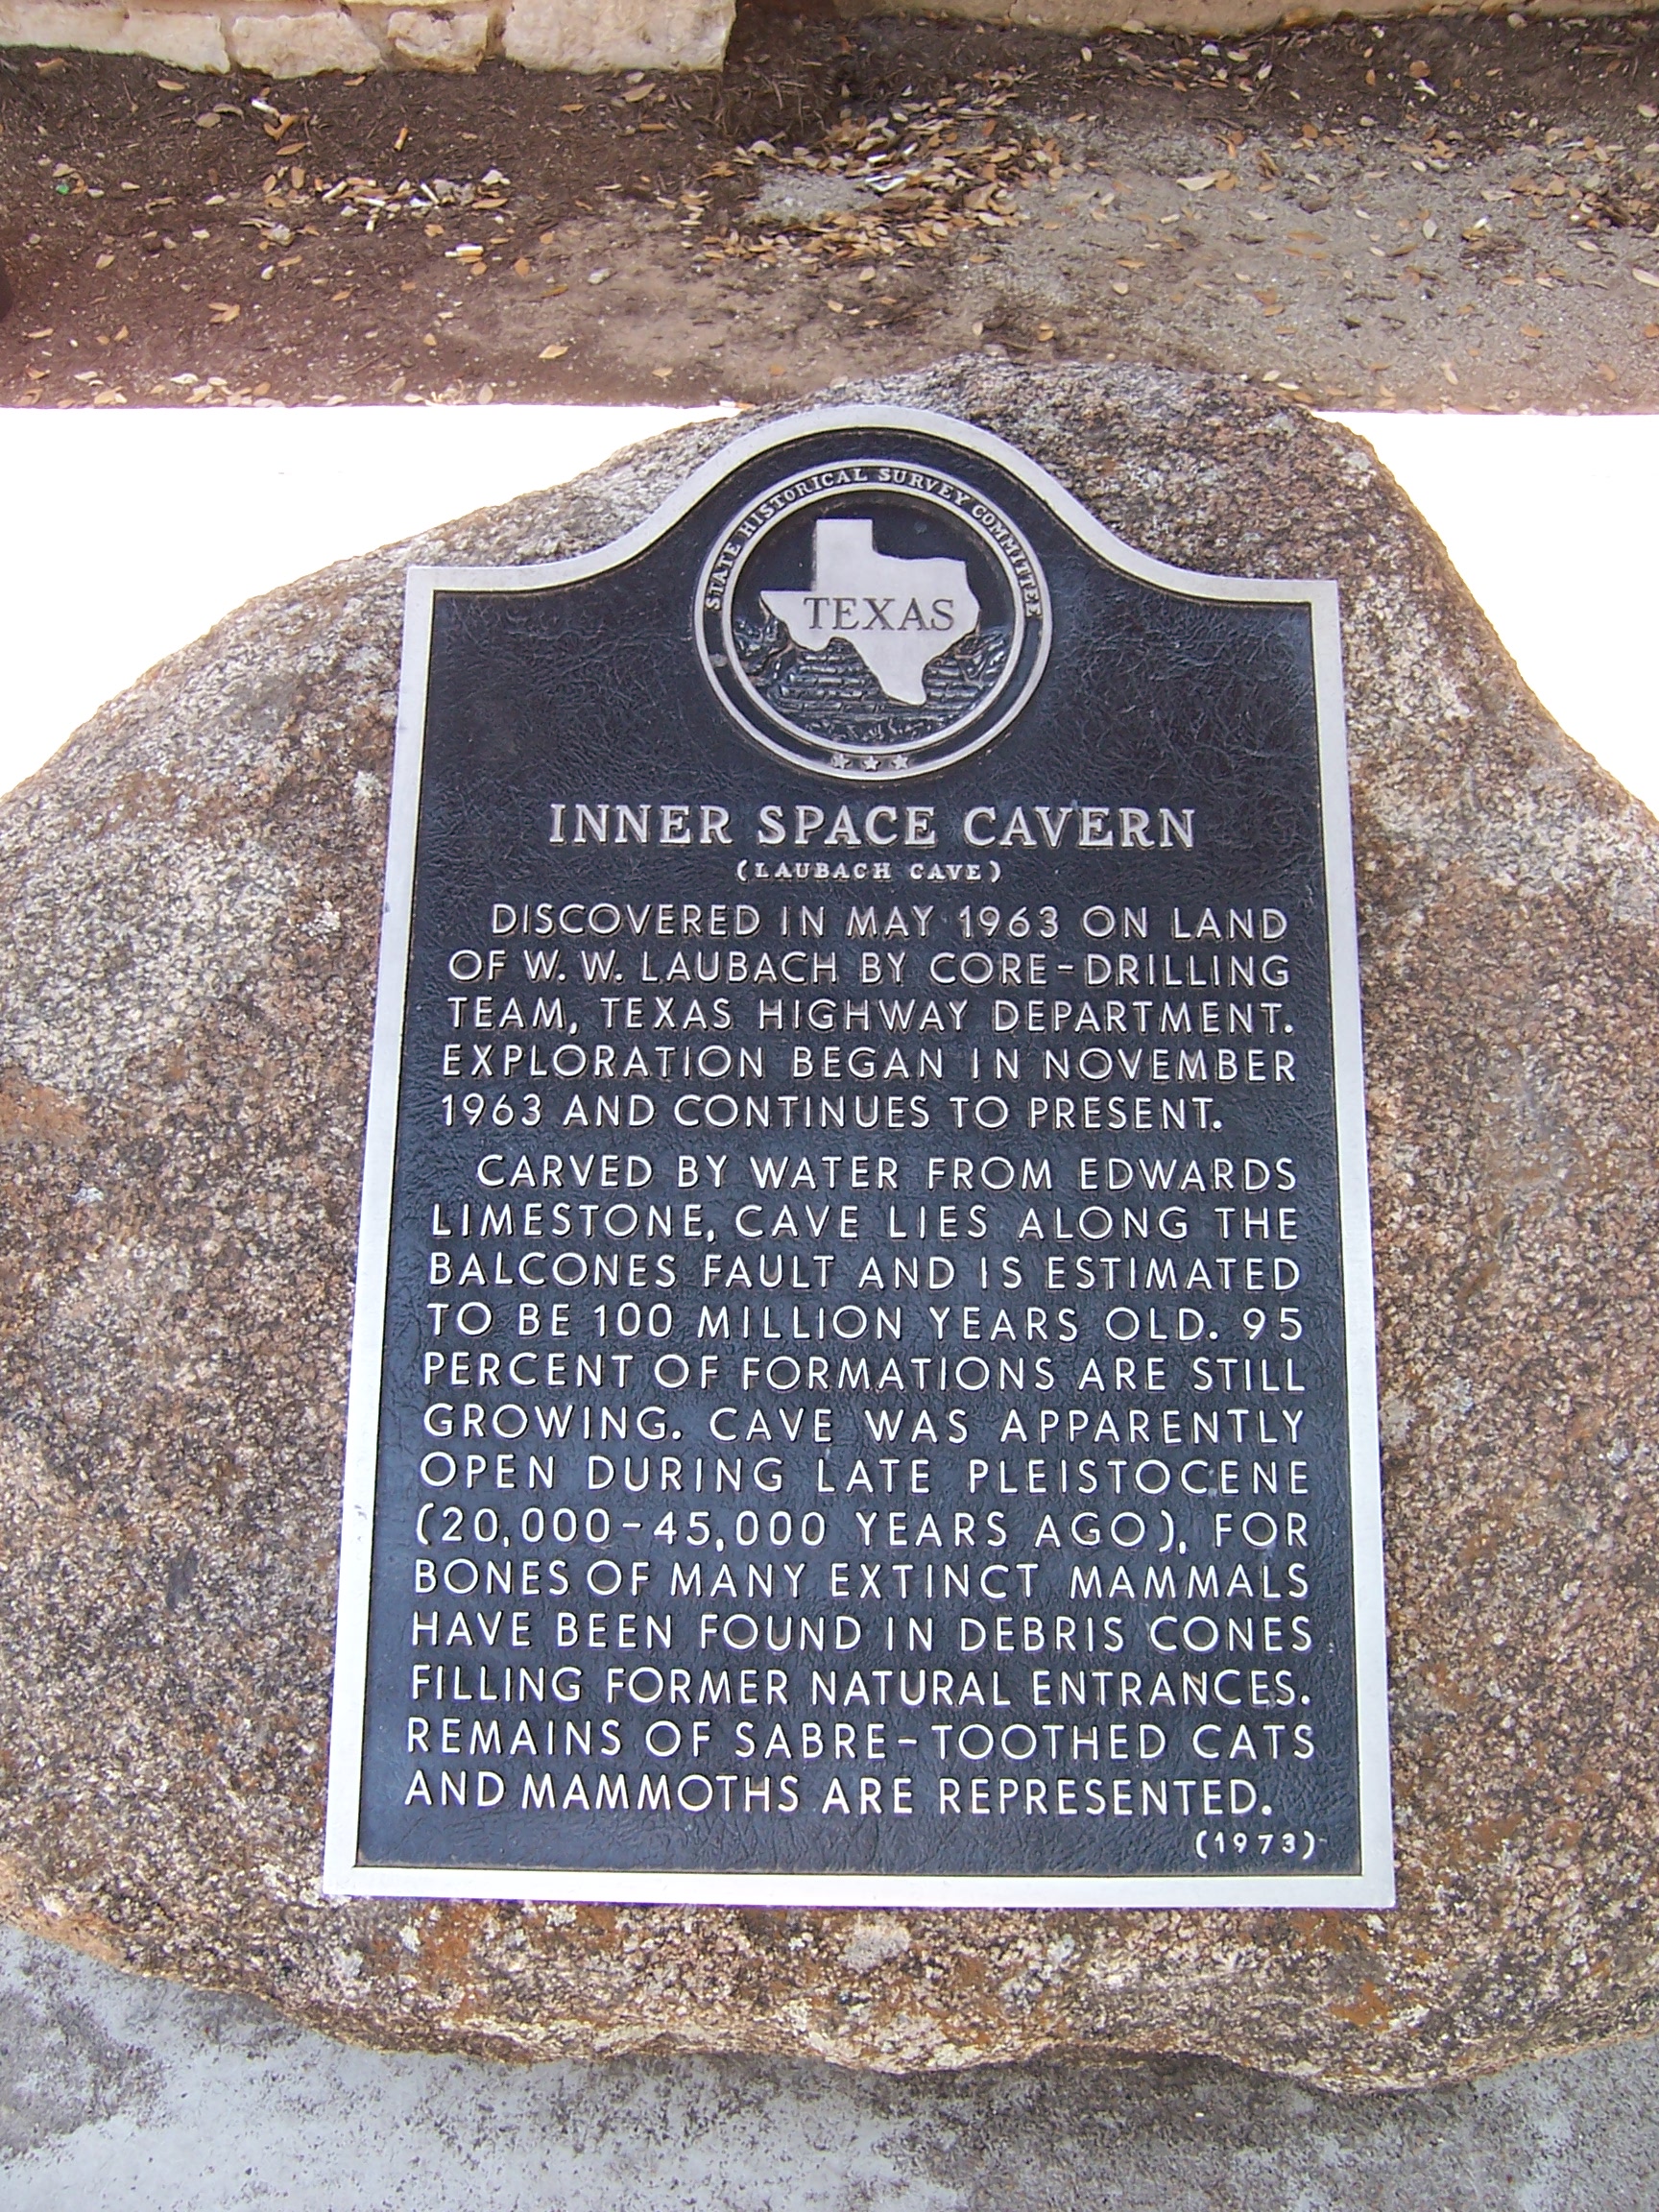 STATE HISTORICAL SURVEY COMMITTEE
TEXAS
INNER SPACE CAVERN
(LAUBACH CAVE)
DISCOVERED IN MAY 1963 ON LAND
OF W. W. LAUBACH BY CORE-DRILLING
TEAM, TEXAS HIGHWAY DEPARTMENT.
EXPLORATION BEGAN IN NOVEMBER
1963 AND CONTINUES TO PRESENT.
CARVED BY WATER FROM EDWARDS
LIMESTONE, CAVE LIES ALONG THE
BALCONES FAULT AND IS ESTIMATED
TO BE 100 MILLION YEARS OLD. 95
PERCENT OF FORMATIONS ARE STILL
GROWING. CAVE WAS APPARENTLY
OPEN DURING LATE PLEISTOCENE
(20,000-45,000 YEARS AGO), FOR
BONES OF MANY EXTINCT MAMMALS
HAVE BEEN FOUND IN DEBRIS CONES
FILLING FORMER NATURAL ENTRANCES.
REMAINS OF SABRE-TOOTHED CATS
AND MAMMOTHS ARE REPRESENTED.
(1973)